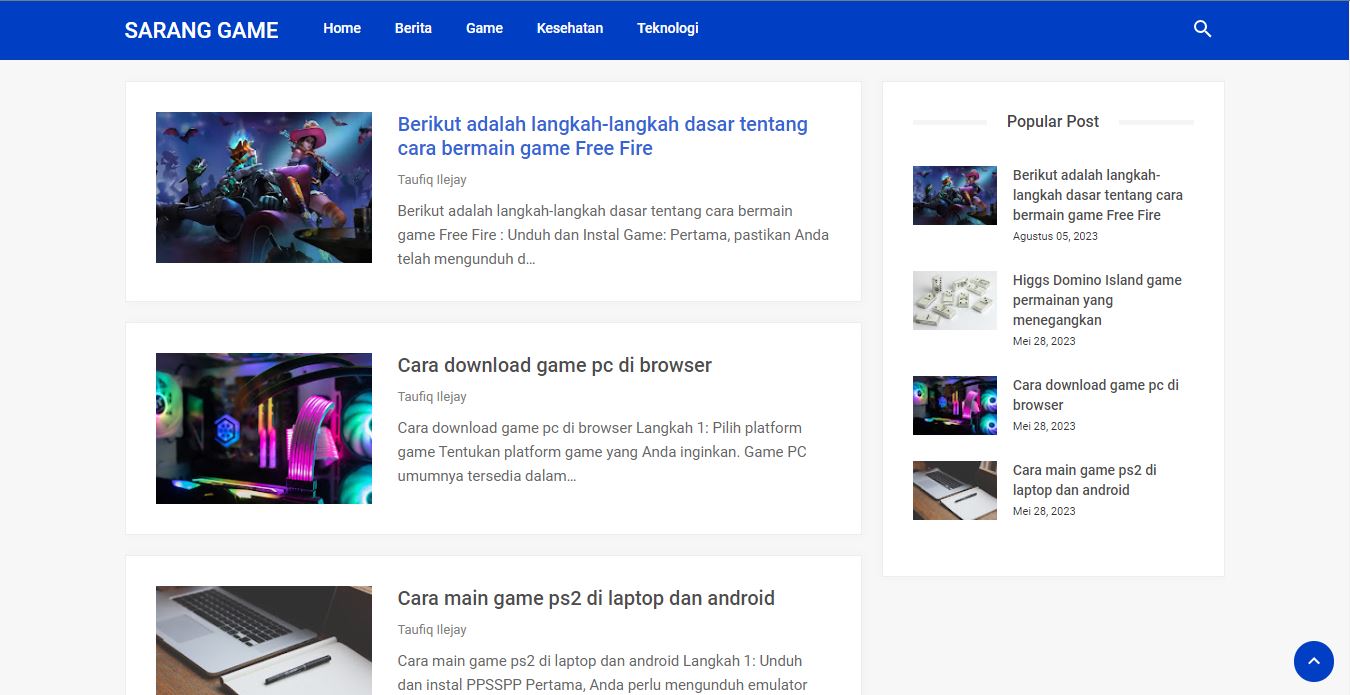 SARANG GAME
Home
Berita
Game
Kesehatan
Teknologi
Berikut adalah langkah-langkah dasar tentang
cara bermain game Free Fire
Taufiq Ilejay
Berikut adalah langkah-langkah dasar tentang cara bermain
game Free Fire : Unduh dan Instal Game: Pertama, pastikan Anda
telah mengunduh d...
Cara download game pc di browser
Taufiq Ilejay
Cara download game pc di browser Langkah 1: Pilih platform
game Tentukan platform game yang Anda inginkan. Game PC
umumnya tersedia dalam...
Cara main game ps2 di laptop dan android
Taufiq Ilejay
Cara main game ps2 di laptop dan android Langkah 1: Unduh
dan instal PPSSPP Pertama, Anda perlu mengunduh emulator
Popular Post
Berikut adalah langkah-
langkah dasar tentang cara
bermain game Free Fire
Agustus 05, 2023
Higgs Domino Island game
permainan yang
menegangkan
Mei 28, 2023
Cara download game pc di
browser
Mei 28, 2023
Cara main game ps2 di
laptop dan android
Mei 28, 2023